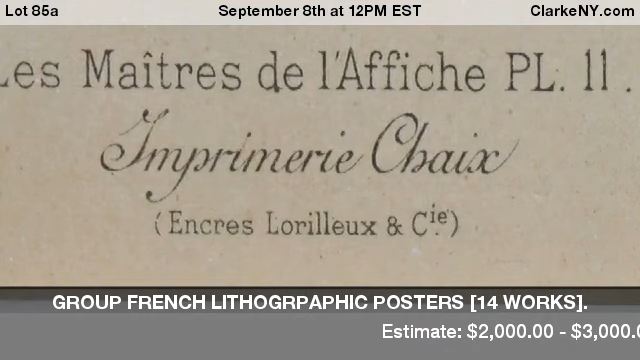 Lot 85a
September 8th at 12PM EST
ClarkeNY.com
Les Maîtres de l'Affiche PL. 11.
Imprimerie Chaix
(Encres Lorilleux & Cie)
GROUP FRENCH LITHOGRPAPHIC POSTERS [14 WORKS].
Estimate: $2,000.00 - $3,000.0